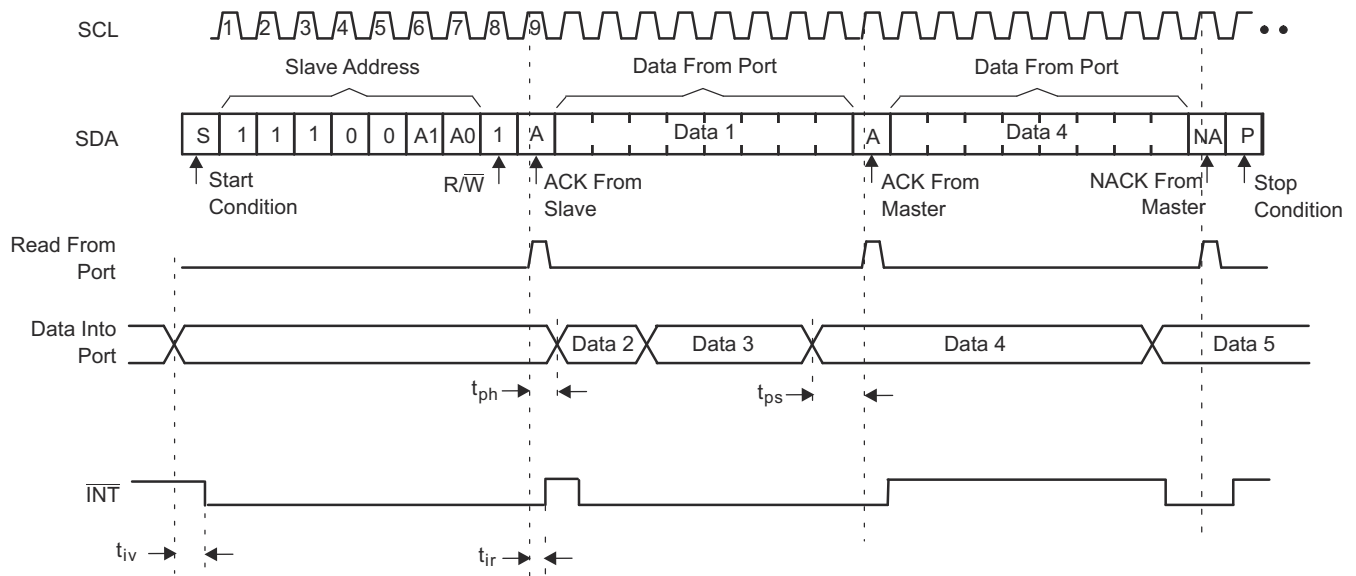 SCL
1 2 3 4 5 6 7 8 9
Slave Address
Data From Port
Data From Port
SDA
S 1 1 1 0 0 A1 A0 1 A Data 1 A Data 4 NA P
Start
Condition
R/W̅
ACK From
Slave
ACK From
Master
NACK From
Master
Stop
Condition
Read From
Port
Data Into
Port
Data 2
Data 3
Data 4
Data 5
tph
tps
I̅N̅T̅
tiv
tir